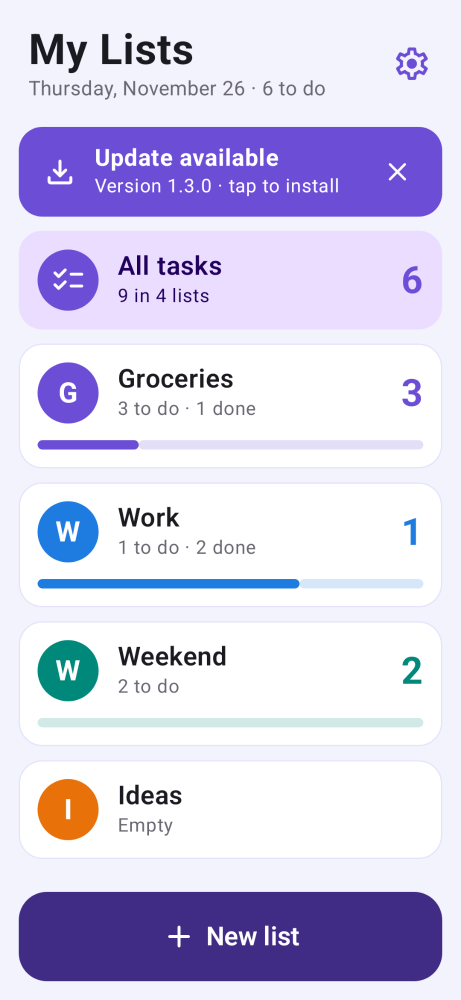 My Lists
Thursday, November 26 · 6 to do
Update available
Version 1.3.0 · tap to install
All tasks
9 in 4 lists
6
G
Groceries
3 to do · 1 done
3
W
Work
1 to do · 2 done
1
W
Weekend
2 to do
2
I
Ideas
Empty
New list